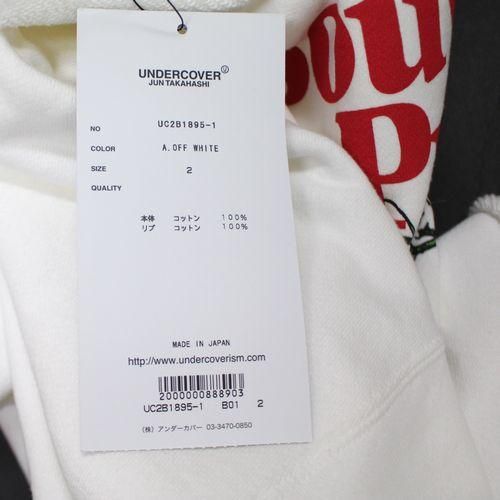 UNDERCOVER
JUN TAKAHASHI
NO UC2B1895-1
COLOR A.OFF WHITE
SIZE 2
QUALITY
本体 コットン 100%
リブ コットン 100%
MADE IN JAPAN
http://www.undercoverism.com
2000000888903
UC2B1895-1 B01 2
(株) アンダーカバー 03-3470-0850